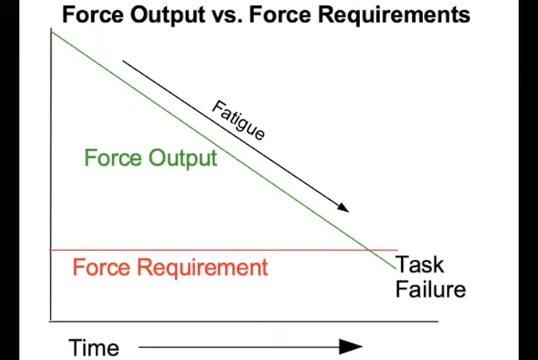 Force Output vs. Force Requirements
Fatigue
Force Output
Force Requirement
Task
Failure
Time